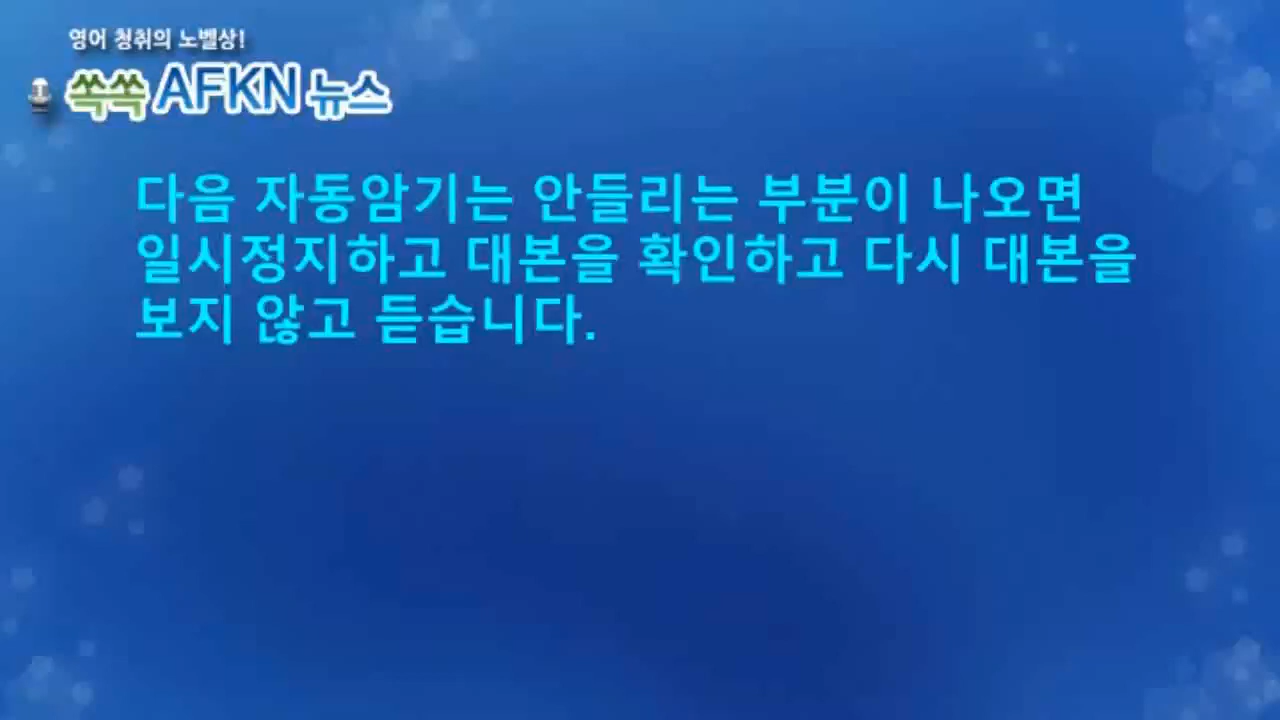 영어 청취의 노벨상!
쏙쏙 AFKN 뉴스
다음 자동암기는 안들리는 부분이 나오면
일시정지하고 대본을 확인하고 다시 대본을
보지 않고 듣습니다.